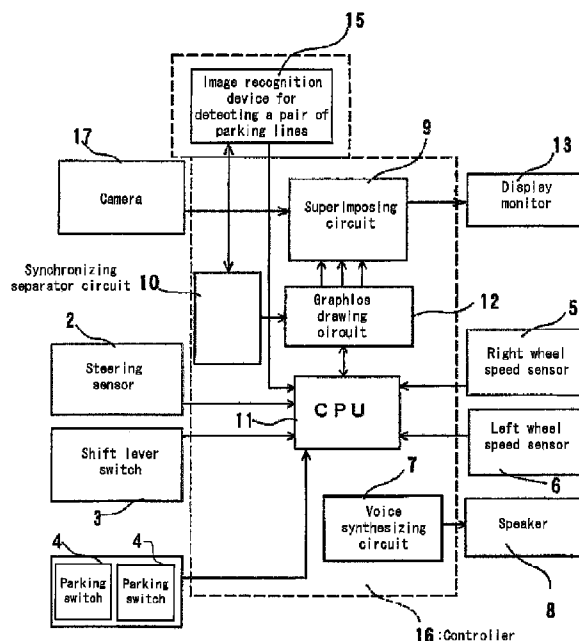 15
Image recognition
device for
detecting a pair of
parking lines
17
Camera
9
Superimposing
circuit
13
Display
monitor
Synchronizing
separator circuit 10
Graphics
drawing
circuit
12
2
Steering
sensor
5
Right wheel
speed sensor
CPU
11
Shift lever
switch
3
Left wheel
speed sensor
6
7
Voice
synthesizing
circuit
Speaker
8
4 4
Parking
switch
Parking
switch
16 :Controller